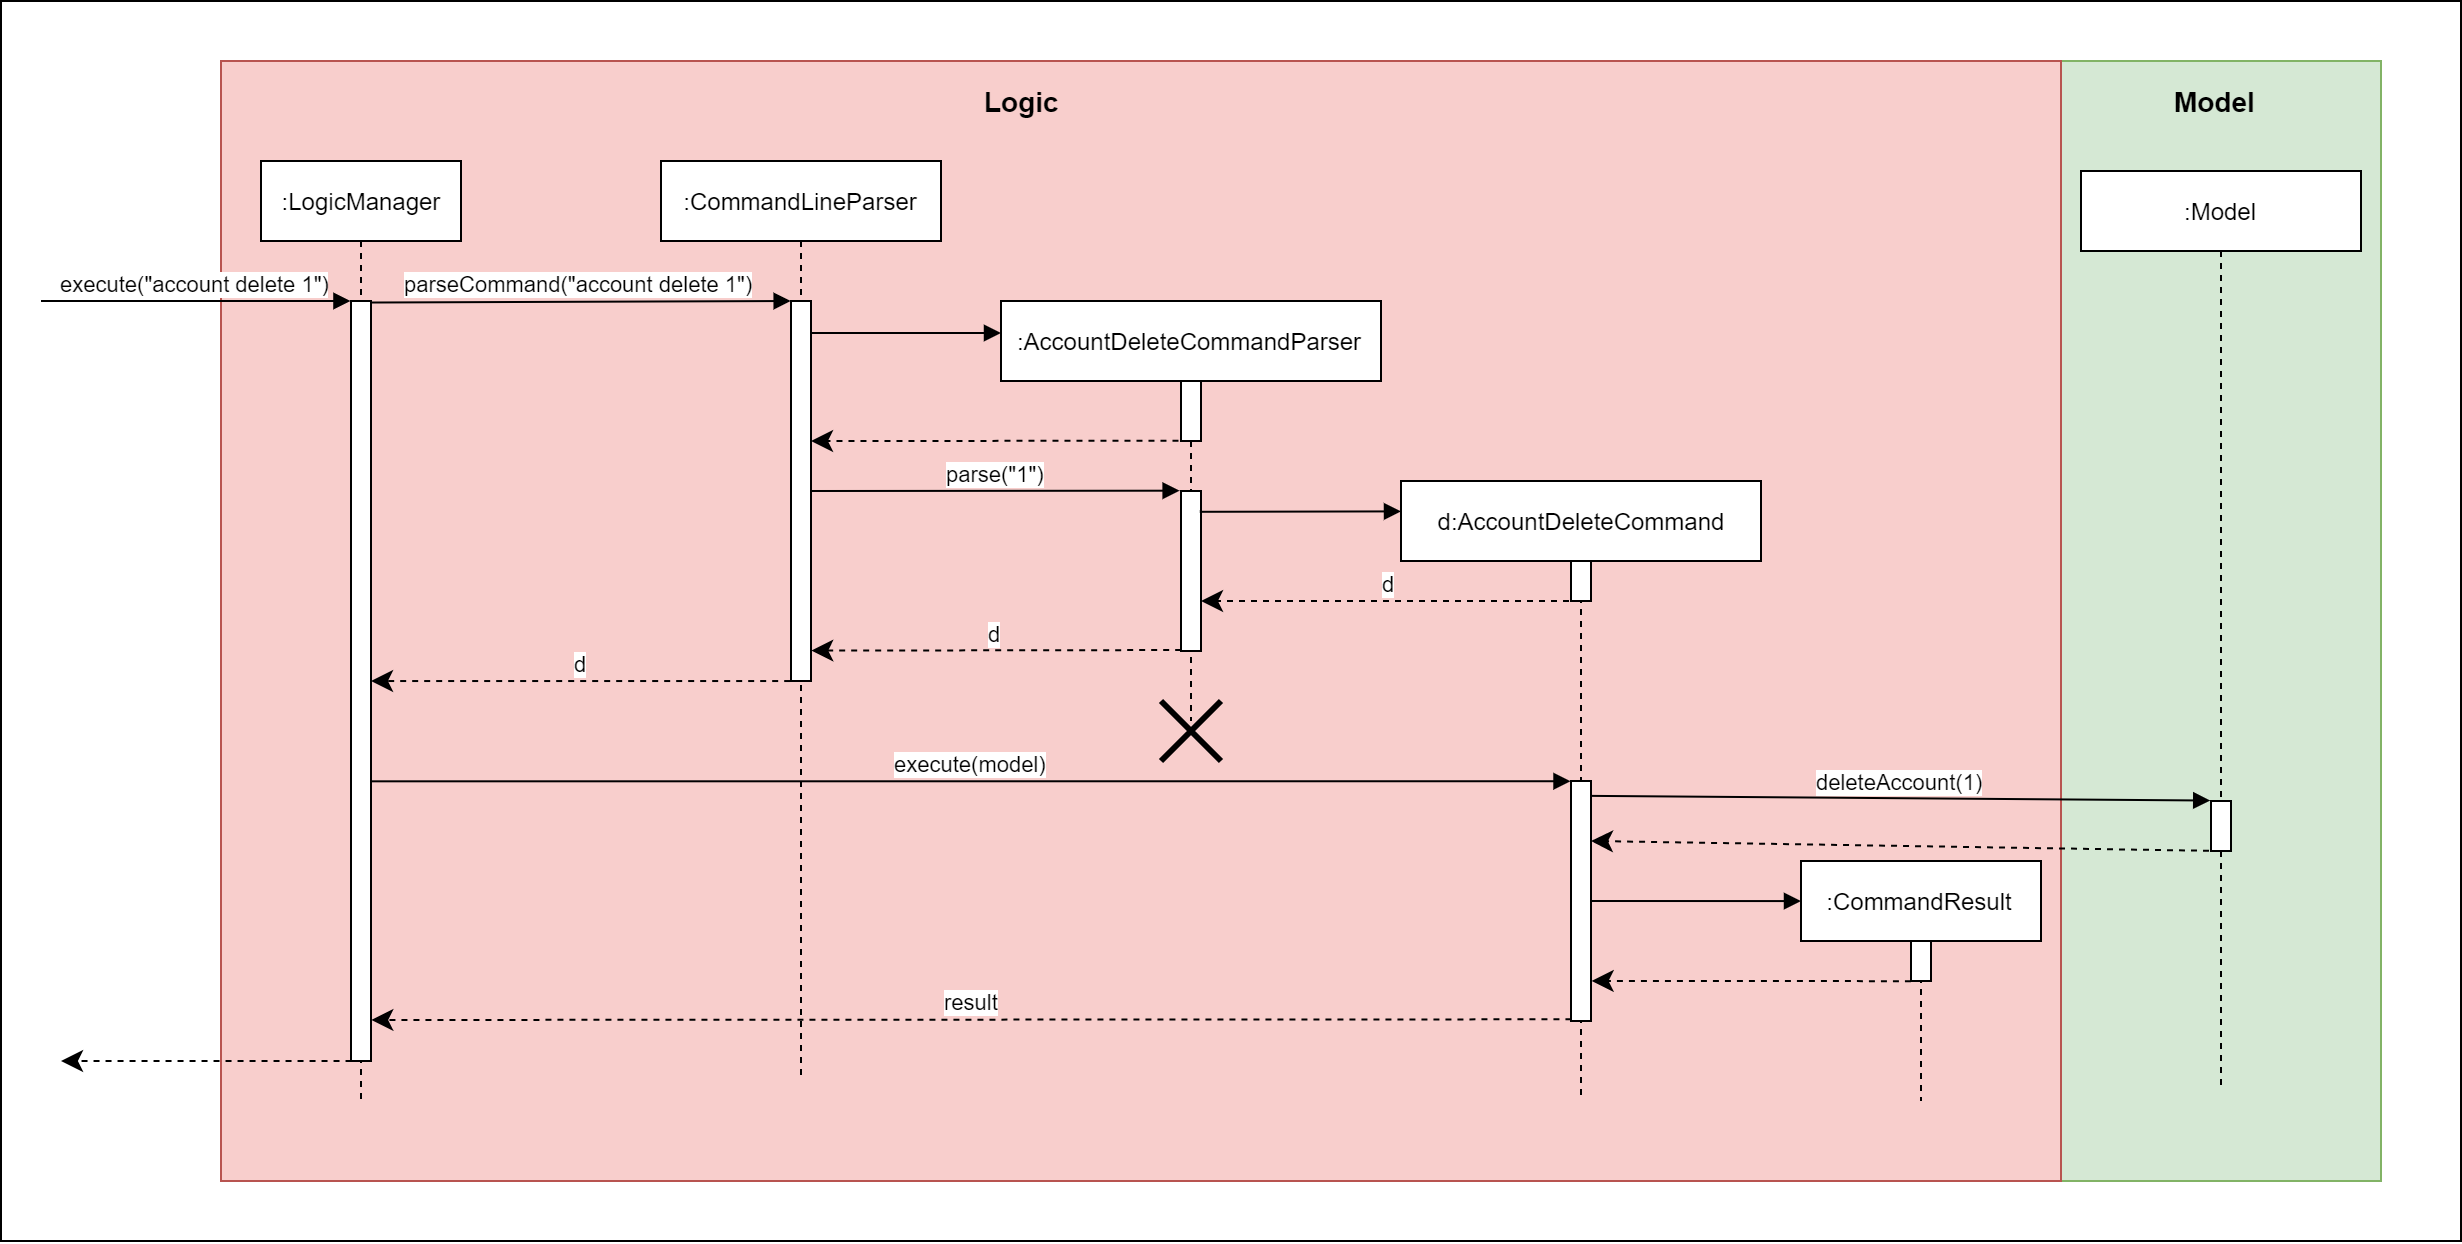 Logic
Model
:LogicManager
:CommandLineParser
:Model
execute("account delete 1")
parseCommand("account delete 1")
:AccountDeleteCommandParser
parse("1")
d:AccountDeleteCommand
d
d
d
execute(model)
deleteAccount(1)
:CommandResult
result